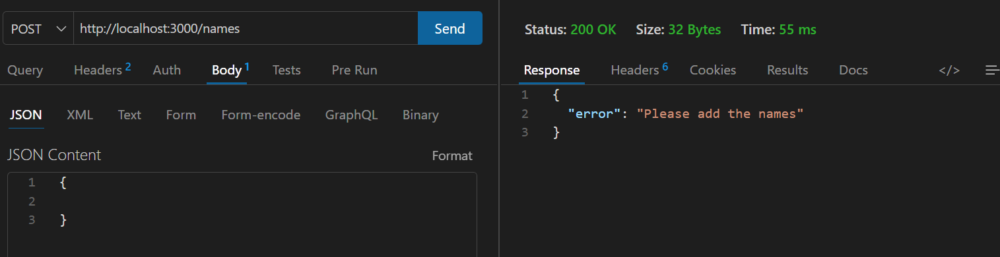 POST http://localhost:3000/names Send
Query Headers 2 Auth Body 1 Tests Pre Run
JSON XML Text Form Form-encode GraphQL Binary
JSON Content Format
1 {
2
3 }
Status: 200 OK Size: 32 Bytes Time: 55 ms
Response Headers 6 Cookies Results Docs </>
1 {
2 "error": "Please add the names"
3 }